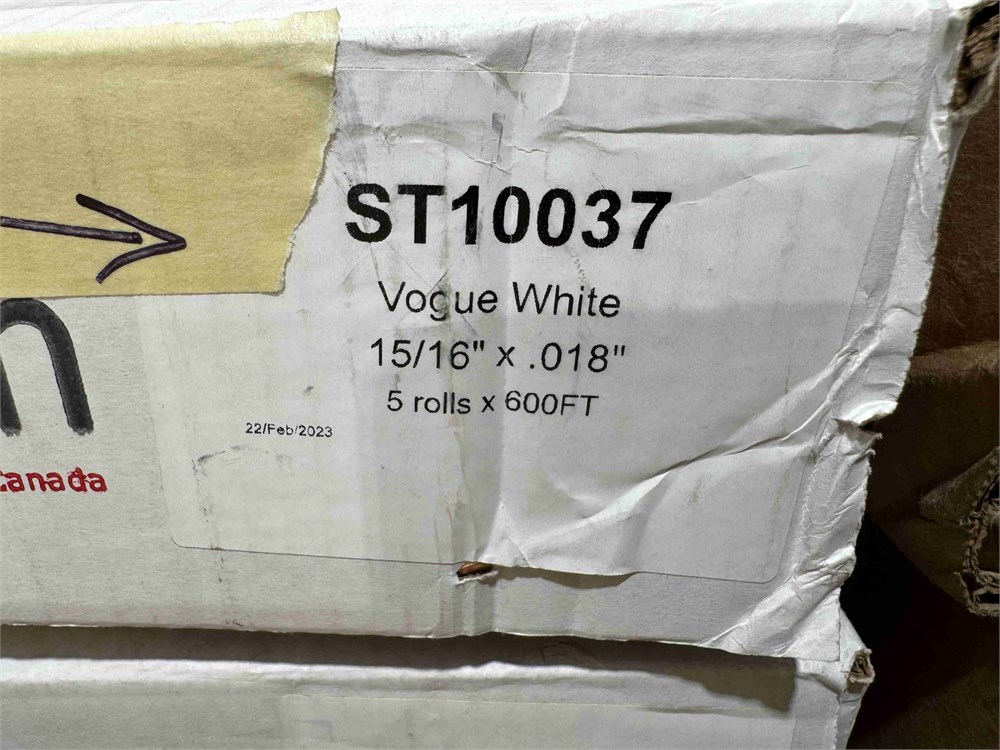 ST10037
Vogue White
15/16" x .018"
5 rolls x 600FT
22/Feb/2023
n
Canada